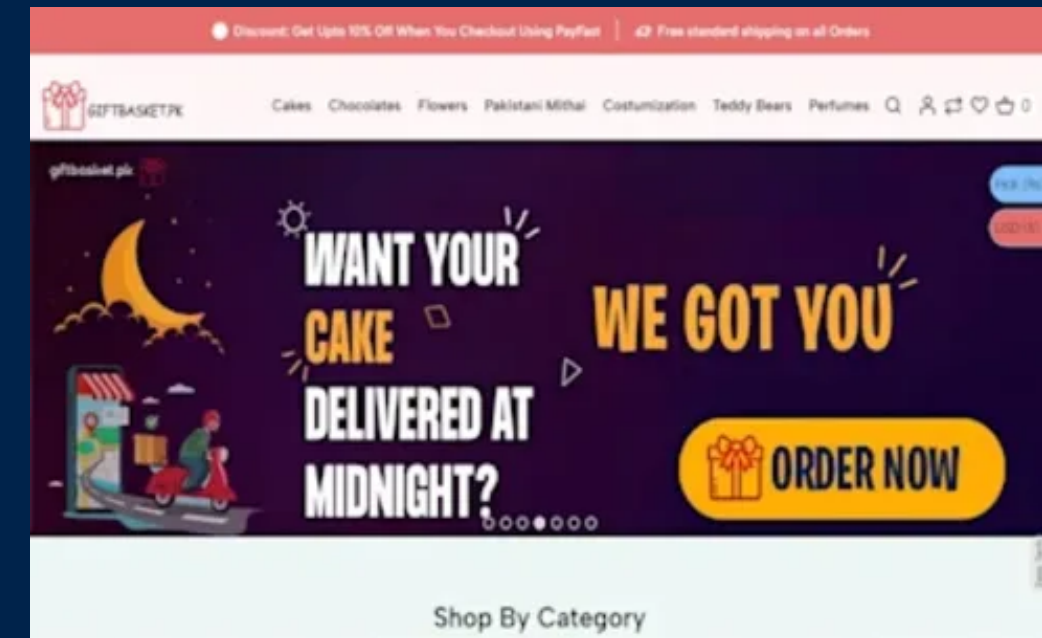 Discount: Get Upto 10% Off When You Checkout Using PayFast
Free standard shipping on all Orders
GIFTBASKET.PK
Cakes Chocolates Flowers Pakistani Mithai Costumization Teddy Bears Perfumes 0
giftbasket.pk
WANT YOUR
CAKE
DELIVERED AT
MIDNIGHT?
WE GOT YOU
ORDER NOW
Shop By Category